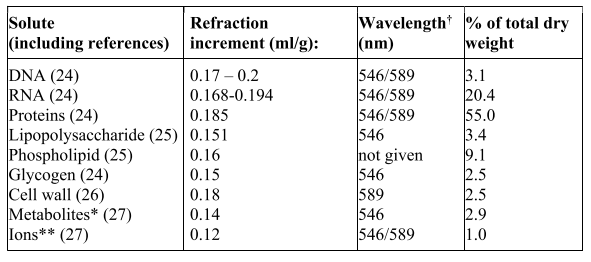 Solute (including references) Refraction increment (ml/g): Wavelength† (nm) % of total dry weight
DNA (24) 0.17 – 0.2 546/589 3.1
RNA (24) 0.168-0.194 546/589 20.4
Proteins (24) 0.185 546/589 55.0
Lipopolysaccharide (25) 0.151 546 3.4
Phospholipid (25) 0.16 not given 9.1
Glycogen (24) 0.15 546 2.5
Cell wall (26) 0.18 589 2.5
Metabolites* (27) 0.14 546 2.9
Ions** (27) 0.12 546/589 1.0